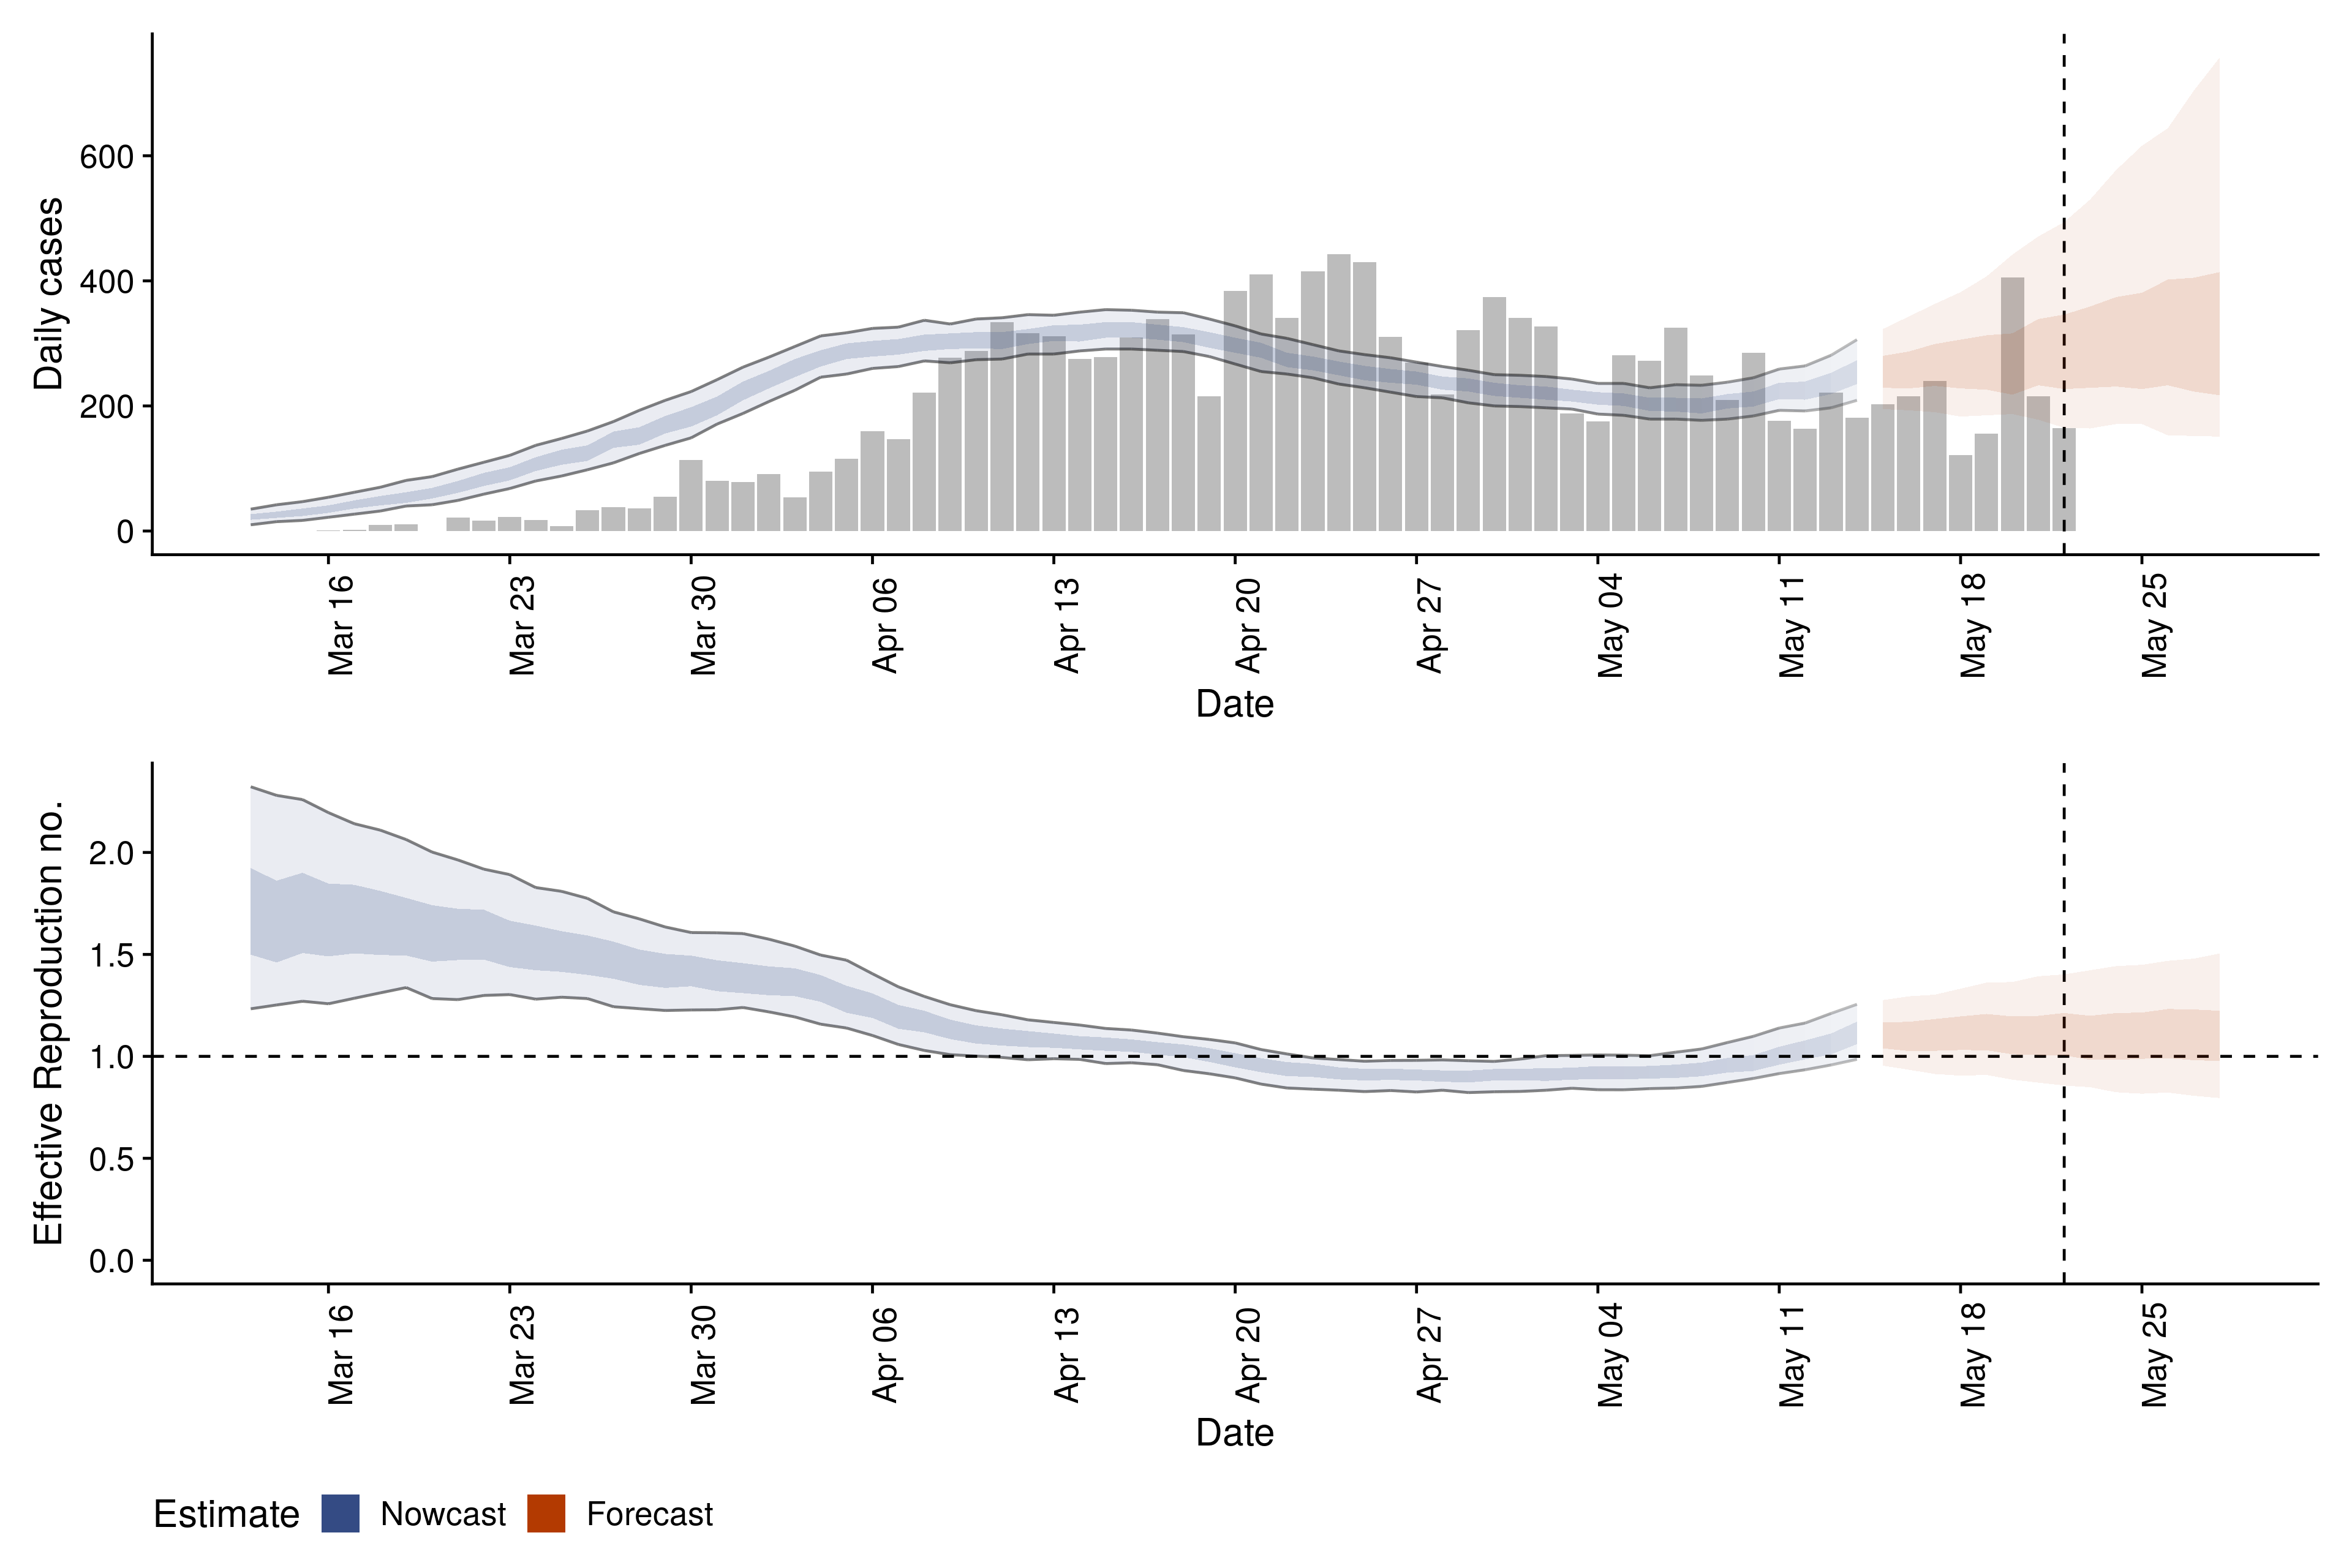 Daily cases
600
400
200
0
Mar 16
Mar 23
Mar 30
Apr 06
Apr 13
Apr 20
Apr 27
May 04
May 11
May 18
May 25
Date
Effective Reproduction no.
2.0
1.5
1.0
0.5
0.0
Mar 16
Mar 23
Mar 30
Apr 06
Apr 13
Apr 20
Apr 27
May 04
May 11
May 18
May 25
Date
Estimate Nowcast Forecast